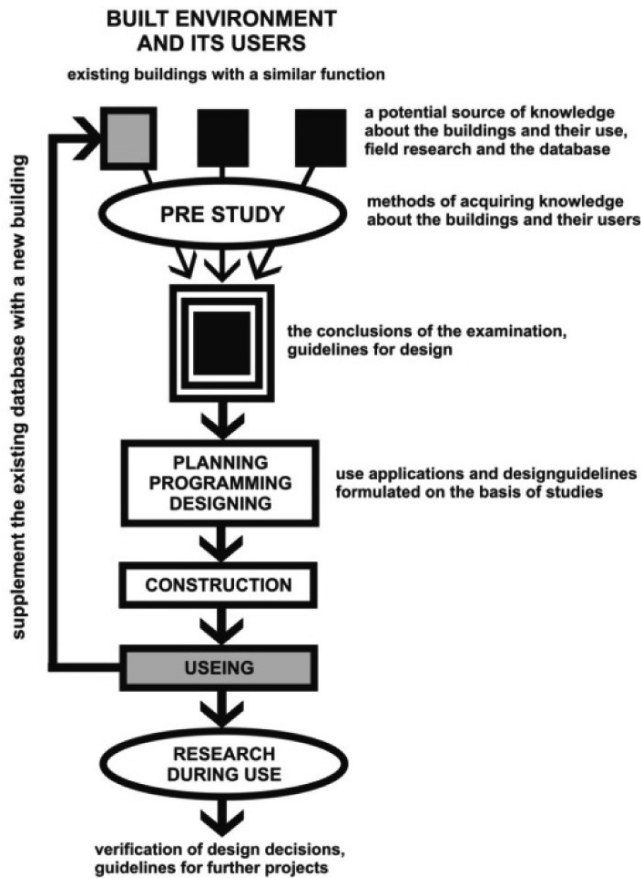 BUILT ENVIRONMENT
AND ITS USERS
existing buildings with a similar function
a potential source of knowledge
about the buildings and their use,
field research and the database
PRE STUDY
methods of acquiring knowledge
about the buildings and their users
the conclusions of the examination,
guidelines for design
PLANNING
PROGRAMMING
DESIGNING
use applications and designguidelines
formulated on the basis of studies
CONSTRUCTION
USEING
RESEARCH
DURING USE
verification of design decisions,
guidelines for further projects
supplement the existing database with a new building